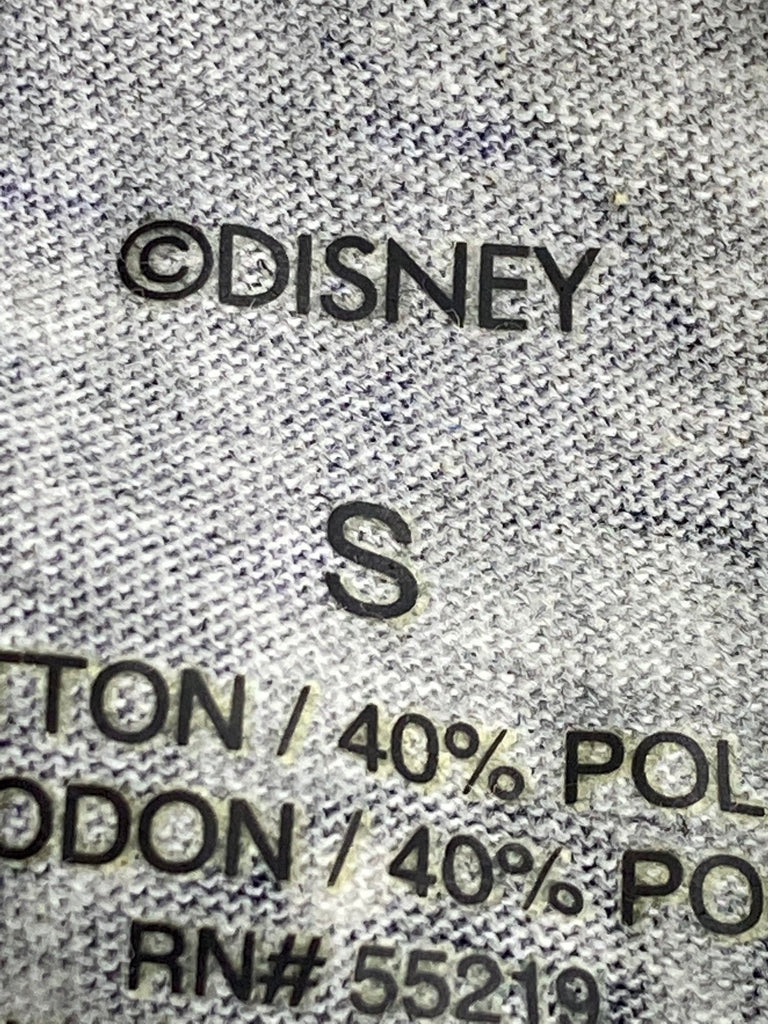 ©DISNEY
S
TTON / 40% POL
ODON / 40% PO
RN# 55219